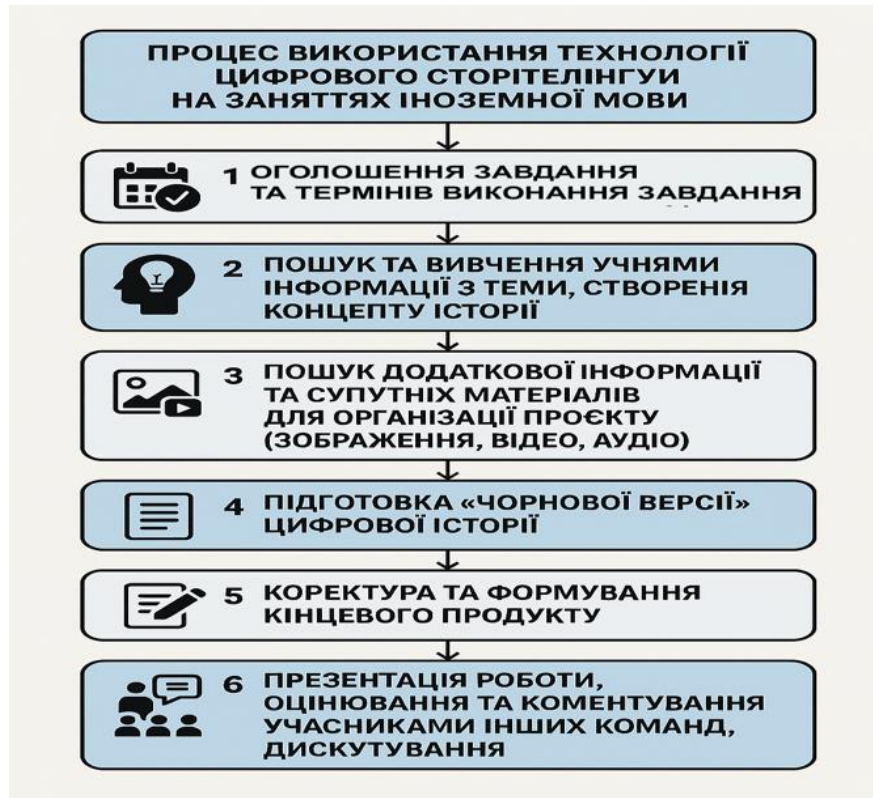 ПРОЦЕС ВИКОРИСТАННЯ ТЕХНОЛОГІЇ
ЦИФРОВОГО СТОРІТЕЛІНГУИ
НА ЗАНЯТТЯХ ІНОЗЕМНОЇ МОВИ
1 ОГОЛОШЕННЯ ЗАВДАННЯ
ТА ТЕРМІНІВ ВИКОНАННЯ ЗАВДАННЯ
2 ПОШУК ТА ВИВЧЕННЯ УЧНЯМИ
ІНФОРМАЦІЇ З ТЕМИ, СТВОРЕНІЯ
КОНЦЕПТУ ІСТОРІЇ
3 ПОШУК ДОДАТКОВОЇ ІНФОРМАЦІЇ
ТА СУПУТНІХ МАТЕРІАЛІВ
ДЛЯ ОРГАНІЗАЦІЇ ПРОЄКТУ
(ЗОБРАЖЕННЯ, ВІДЕО, АУДІО)
4 ПІДГОТОВКА «ЧОРНОВОЇ ВЕРСІЇ»
ЦИФРОВОЇ ІСТОРІЇ
5 КОРЕКТУРА ТА ФОРМУВАННЯ
КІНЦЕВОГО ПРОДУКТУ
6 ПРЕЗЕНТАЦІЯ РОБОТИ,
ОЦІНЮВАННЯ ТА КОМЕНТУВАННЯ
УЧАСНИКАМИ ІНШИХ КОМАНД,
ДИСКУТУВАННЯ